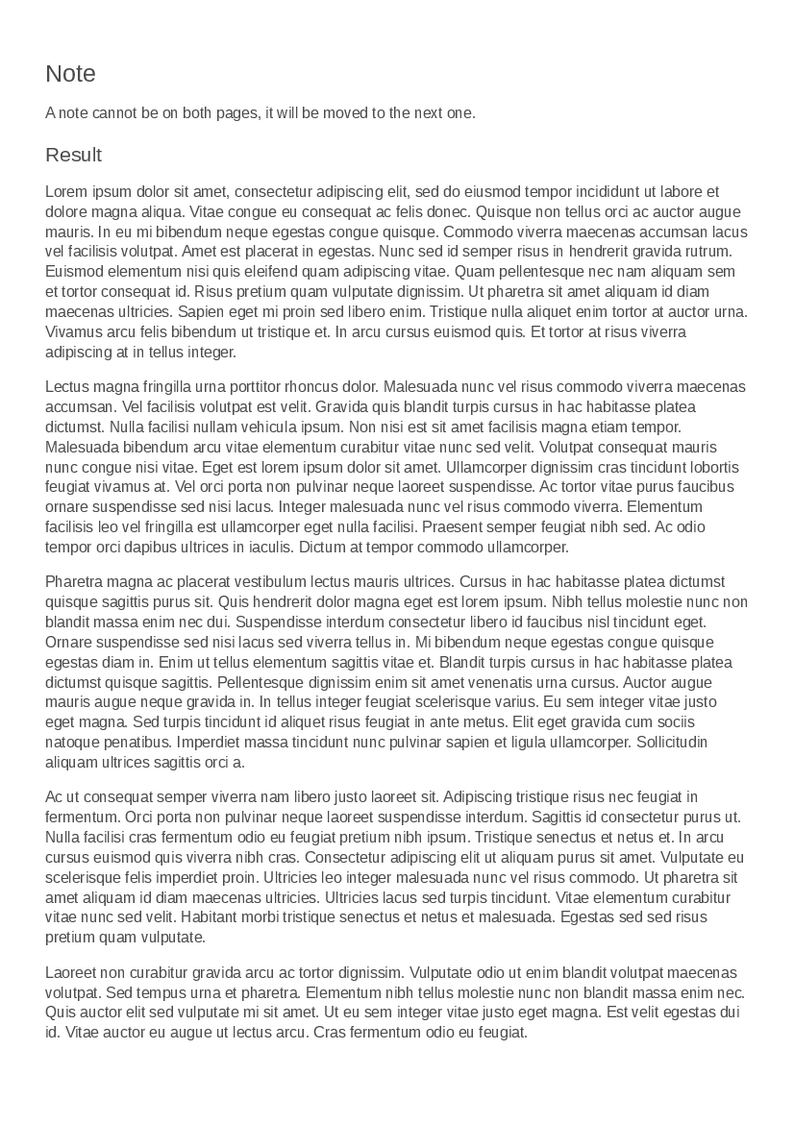 Note
A note cannot be on both pages, it will be moved to the next one.
Result
Lorem ipsum dolor sit amet, consectetur adipiscing elit, sed do eiusmod tempor incididunt ut labore et
dolore magna aliqua. Vitae congue eu consequat ac felis donec. Quisque non tellus orci ac auctor augue
mauris. In eu mi bibendum neque egestas congue quisque. Commodo viverra maecenas accumsan lacus
vel facilisis volutpat. Amet est placerat in egestas. Nunc sed id semper risus in hendrerit gravida rutrum.
Euismod elementum nisi quis eleifend quam adipiscing vitae. Quam pellentesque nec nam aliquam sem
et tortor consequat id. Risus pretium quam vulputate dignissim. Ut pharetra sit amet aliquam id diam
maecenas ultricies. Sapien eget mi proin sed libero enim. Tristique nulla aliquet enim tortor at auctor urna.
Vivamus arcu felis bibendum ut tristique et. In arcu cursus euismod quis. Et tortor at risus viverra
adipiscing at in tellus integer.
Lectus magna fringilla urna porttitor rhoncus dolor. Malesuada nunc vel risus commodo viverra maecenas
accumsan. Vel facilisis volutpat est velit. Gravida quis blandit turpis cursus in hac habitasse platea
dictumst. Nulla facilisi nullam vehicula ipsum. Non nisi est sit amet facilisis magna etiam tempor.
Malesuada bibendum arcu vitae elementum curabitur vitae nunc sed velit. Volutpat consequat mauris
nunc congue nisi vitae. Eget est lorem ipsum dolor sit amet. Ullamcorper dignissim cras tincidunt lobortis
feugiat vivamus at. Vel orci porta non pulvinar neque laoreet suspendisse. Ac tortor vitae purus faucibus
ornare suspendisse sed nisi lacus. Integer malesuada nunc vel risus commodo viverra. Elementum
facilisis leo vel fringilla est ullamcorper eget nulla facilisi. Praesent semper feugiat nibh sed. Ac odio
tempor orci dapibus ultrices in iaculis. Dictum at tempor commodo ullamcorper.
Pharetra magna ac placerat vestibulum lectus mauris ultrices. Cursus in hac habitasse platea dictumst
quisque sagittis purus sit. Quis hendrerit dolor magna eget est lorem ipsum. Nibh tellus molestie nunc non
blandit massa enim nec dui. Suspendisse interdum consectetur libero id faucibus nisl tincidunt eget.
Ornare suspendisse sed nisi lacus sed viverra tellus in. Mi bibendum neque egestas congue quisque
egestas diam in. Enim ut tellus elementum sagittis vitae et. Blandit turpis cursus in hac habitasse platea
dictumst quisque sagittis. Pellentesque dignissim enim sit amet venenatis urna cursus. Auctor augue
mauris augue neque gravida in. In tellus integer feugiat scelerisque varius. Eu sem integer vitae justo
eget magna. Sed turpis tincidunt id aliquet risus feugiat in ante metus. Elit eget gravida cum sociis
natoque penatibus. Imperdiet massa tincidunt nunc pulvinar sapien et ligula ullamcorper. Sollicitudin
aliquam ultrices sagittis orci a.
Ac ut consequat semper viverra nam libero justo laoreet sit. Adipiscing tristique risus nec feugiat in
fermentum. Orci porta non pulvinar neque laoreet suspendisse interdum. Sagittis id consectetur purus ut.
Nulla facilisi cras fermentum odio eu feugiat pretium nibh ipsum. Tristique senectus et netus et. In arcu
cursus euismod quis viverra nibh cras. Consectetur adipiscing elit ut aliquam purus sit amet. Vulputate eu
scelerisque felis imperdiet proin. Ultricies leo integer malesuada nunc vel risus commodo. Ut pharetra sit
amet aliquam id diam maecenas ultricies. Ultricies lacus sed turpis tincidunt. Vitae elementum curabitur
vitae nunc sed velit. Habitant morbi tristique senectus et netus et malesuada. Egestas sed sed risus
pretium quam vulputate.
Laoreet non curabitur gravida arcu ac tortor dignissim. Vulputate odio ut enim blandit volutpat maecenas
volutpat. Sed tempus urna et pharetra. Elementum nibh tellus molestie nunc non blandit massa enim nec.
Quis auctor elit sed vulputate mi sit amet. Ut eu sem integer vitae justo eget magna. Est velit egestas dui
id. Vitae auctor eu augue ut lectus arcu. Cras fermentum odio eu feugiat.